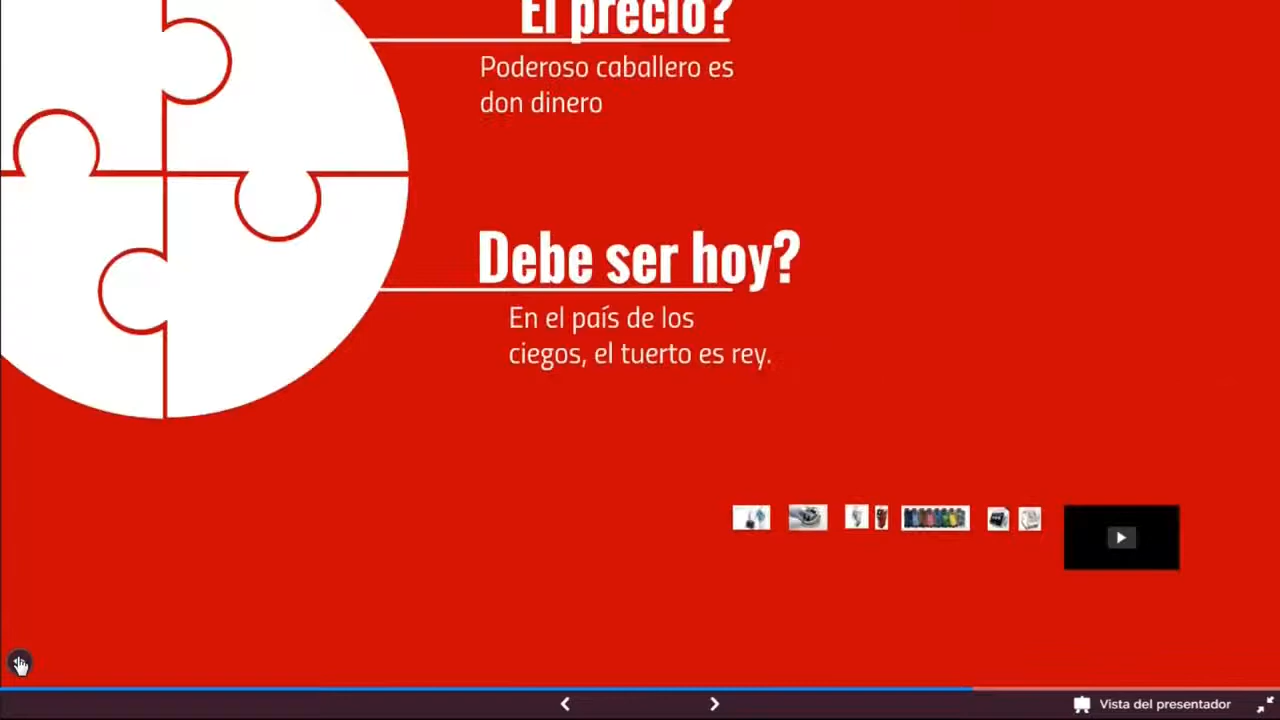 El precio?
Poderoso caballero es
don dinero
Debe ser hoy?
En el país de los
ciegos, el tuerto es rey.
Vista del presentador